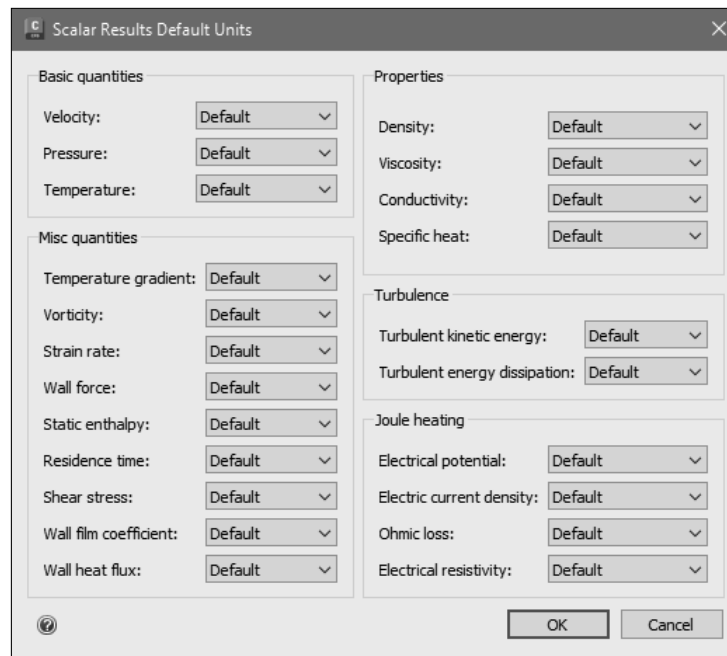 Scalar Results Default Units
Basic quantities
Velocity: Default
Pressure: Default
Temperature: Default
Misc quantities
Temperature gradient: Default
Vorticity: Default
Strain rate: Default
Wall force: Default
Static enthalpy: Default
Residence time: Default
Shear stress: Default
Wall film coefficient: Default
Wall heat flux: Default
Properties
Density: Default
Viscosity: Default
Conductivity: Default
Specific heat: Default
Turbulence
Turbulent kinetic energy: Default
Turbulent energy dissipation: Default
Joule heating
Electrical potential: Default
Electric current density: Default
Ohmic loss: Default
Electrical resistivity: Default
OK Cancel